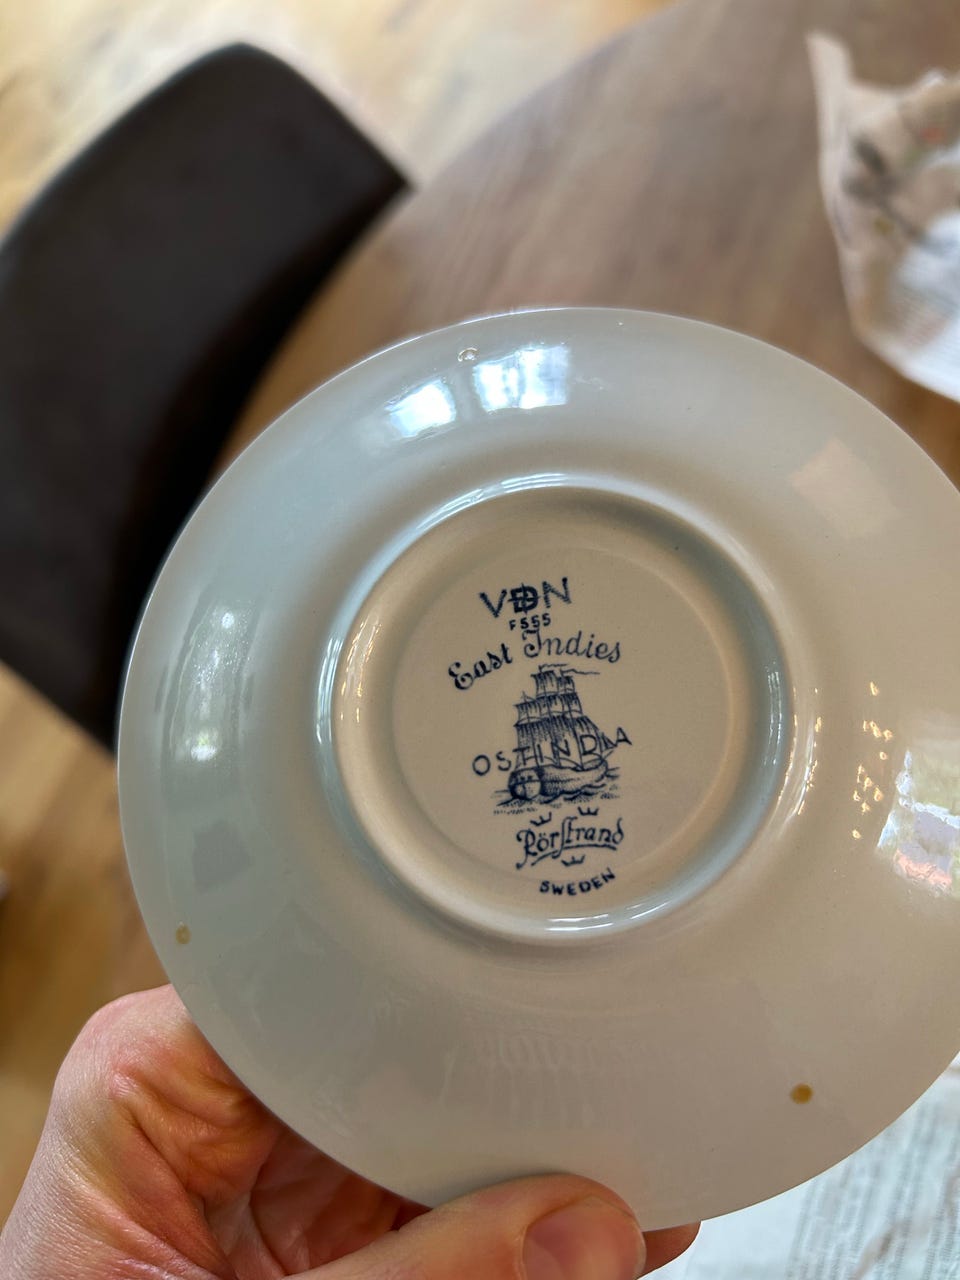 VDN
F555
East Indies
OSTINDIA
Rörstrand
SWEDEN